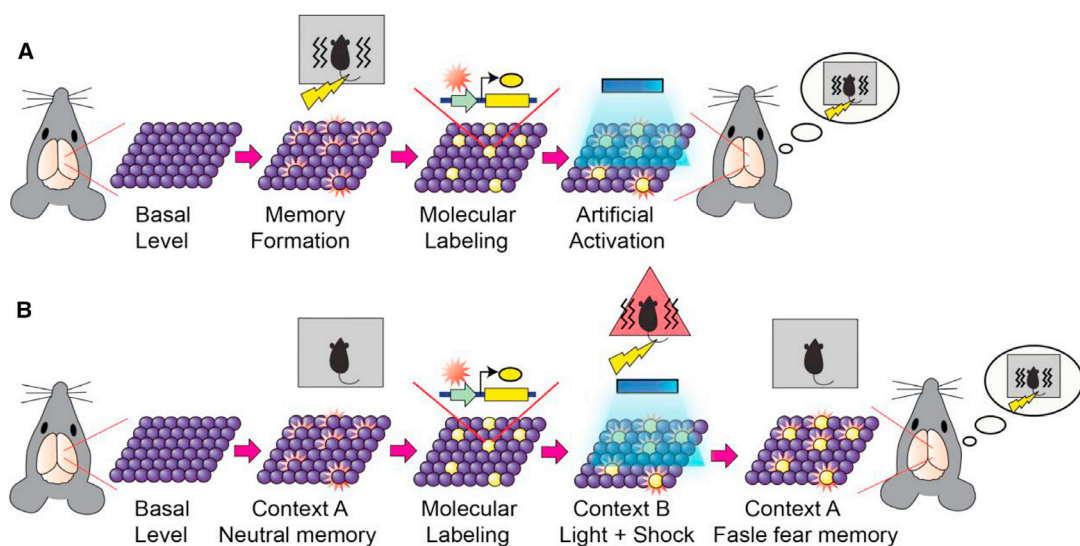 A
Basal
Level
Memory
Formation
Molecular
Labeling
Artificial
Activation
B
Basal
Level
Context A
Neutral memory
Molecular
Labeling
Context B
Light + Shock
Context A
Fasle fear memory